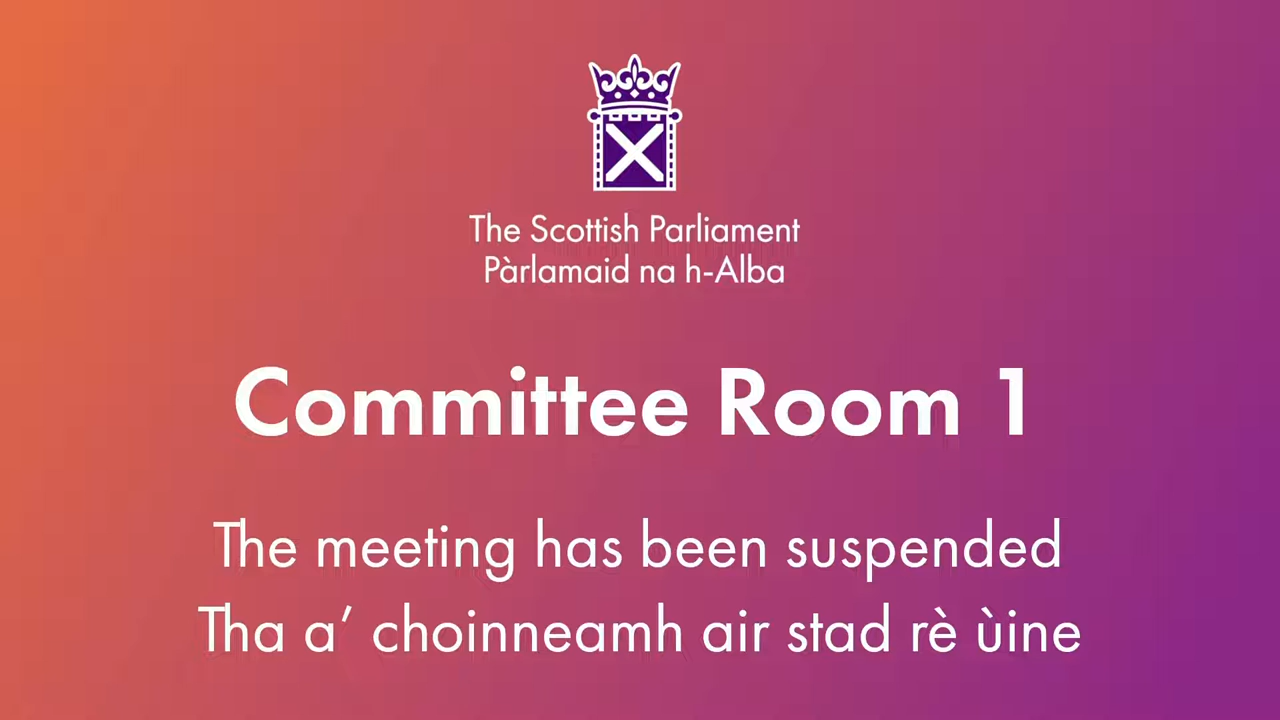 The Scottish Parliament
Pàrlamaid na h-Alba
Committee Room 1
The meeting has been suspended
Tha a’ choinneamh air stad rè ùine